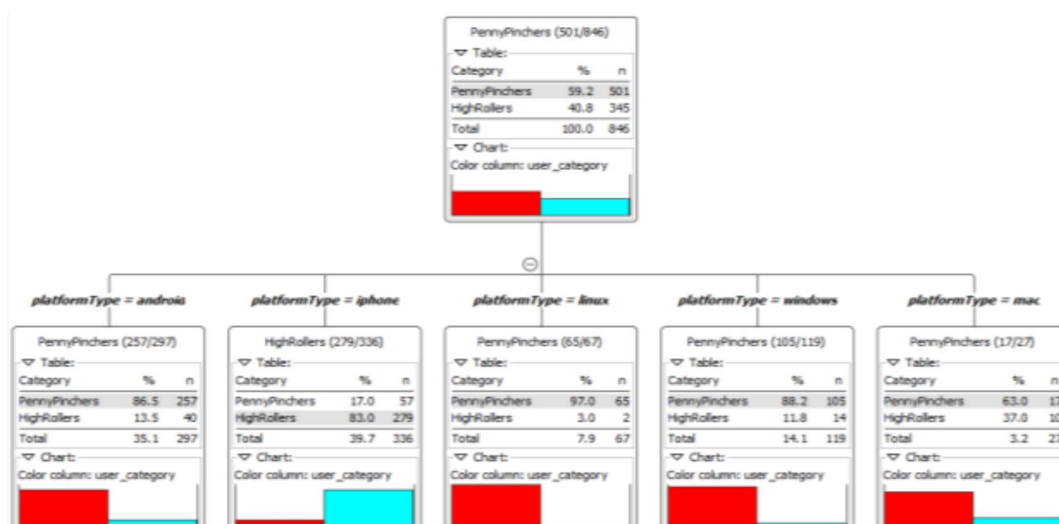 PennyPinchers (501/846)
Table:
Category % n
PennyPinchers 59.2 501
HighRollers 40.8 345
Total 100.0 846
Chart:
Color column: user_category
platformType = android
PennyPinchers (257/297)
Table:
Category % n
PennyPinchers 86.5 257
HighRollers 13.5 40
Total 35.1 297
Chart:
Color column: user_category
platformType = iphone
HighRollers (279/336)
Table:
Category % n
PennyPinchers 17.0 57
HighRollers 83.0 279
Total 39.7 336
Chart:
Color column: user_category
platformType = linux
PennyPinchers (65/67)
Table:
Category % n
PennyPinchers 97.0 65
HighRollers 3.0 2
Total 7.9 67
Chart:
Color column: user_category
platformType = windows
PennyPinchers (105/119)
Table:
Category % n
PennyPinchers 88.2 105
HighRollers 11.8 14
Total 14.1 119
Chart:
Color column: user_category
platformType = mac
PennyPinchers (17/27)
Table:
Category % n
PennyPinchers 63.0 17
HighRollers 37.0 10
Total 3.2 27
Chart:
Color column: user_category